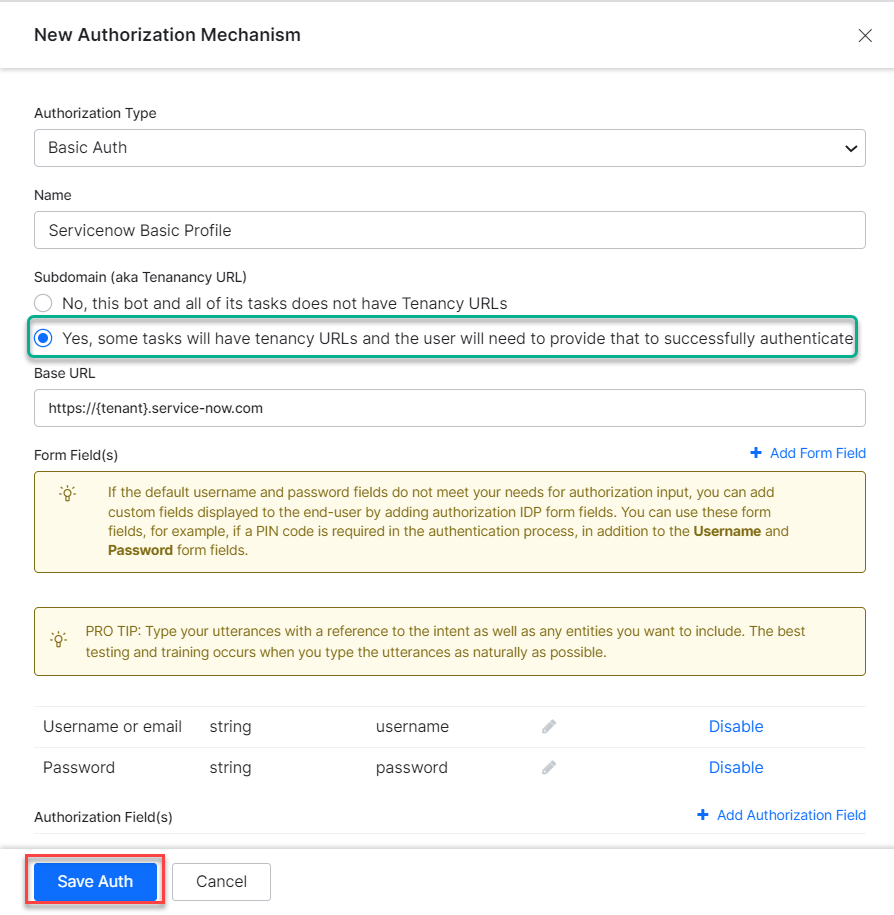 New Authorization Mechanism
Authorization Type
Basic Auth
Name
Servicenow Basic Profile
Subdomain (aka Tenanancy URL)
No, this bot and all of its tasks does not have Tenancy URLs
Yes, some tasks will have tenancy URLs and the user will need to provide that to successfully authenticate
Base URL
https://{tenant}.service-now.com
Form Field(s)
+ Add Form Field
If the default username and password fields do not meet your needs for authorization input, you can add
custom fields displayed to the end-user by adding authorization IDP form fields. You can use these form
fields, for example, if a PIN code is required in the authentication process, in addition to the Username and
Password form fields.
PRO TIP: Type your utterances with a reference to the intent as well as any entities you want to include. The best
testing and training occurs when you type the utterances as naturally as possible.
Username or email string username Disable
Password string password Disable
Authorization Field(s)
+ Add Authorization Field
Save Auth
Cancel